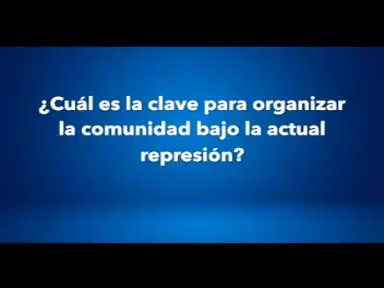 ¿Cuál es la clave para organizar
la comunidad bajo la actual
represión?